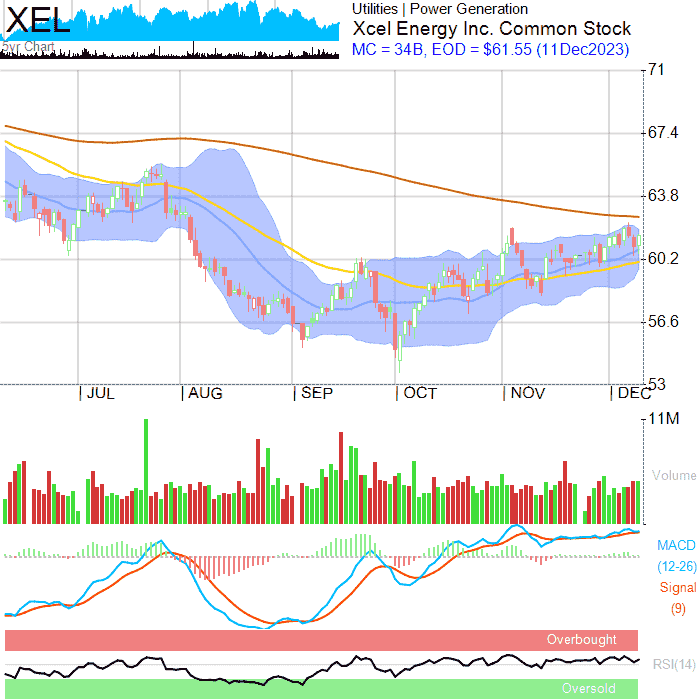 XEL
5yr Chart
Utilities | Power Generation
Xcel Energy Inc. Common Stock
MC = 34B, EOD = $61.55 (11Dec2023)
71
67.4
63.8
60.2
56.6
53
JUL AUG SEP OCT NOV DEC
11M
Volume
MACD
(12-26)
Signal
(9)
Overbought
RSI(14)
Oversold